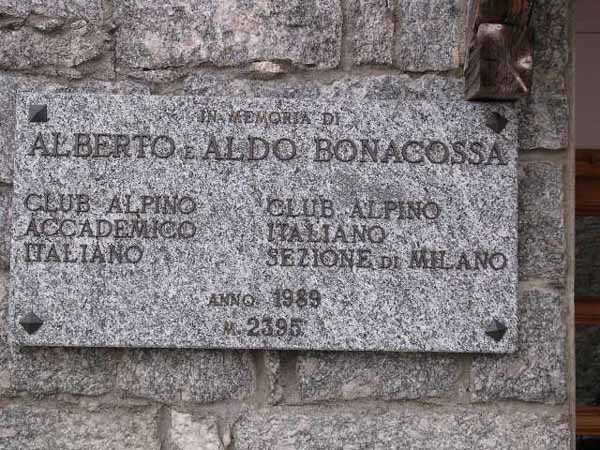 IN MEMORIA DI
ALBERTO E ALDO BONACOSSA
CLUB ALPINO
ACCADEMICO
ITALIANO
CLUB ALPINO
ITALIANO
SEZIONE DI MILANO
ANNO 1989
M. 2395